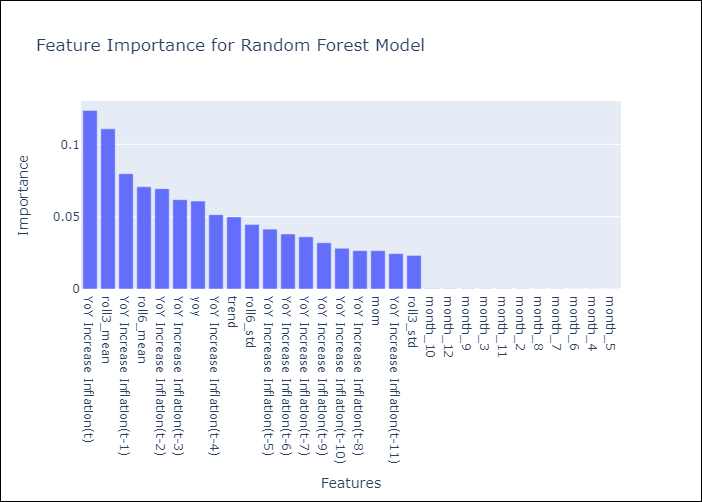 Feature Importance for Random Forest Model
Importance
0.1
0.05
0
YoY Increase Inflation(t)
roll3_mean
YoY Increase Inflation(t-1)
roll6_mean
YoY Increase Inflation(t-2)
YoY Increase Inflation(t-3)
yoy
YoY Increase Inflation(t-4)
trend
roll6_std
YoY Increase Inflation(t-5)
YoY Increase Inflation(t-6)
YoY Increase Inflation(t-7)
YoY Increase Inflation(t-9)
YoY Increase Inflation(t-10)
YoY Increase Inflation(t-8)
mom
YoY Increase Inflation(t-11)
roll3_std
month_10
month_12
month_9
month_3
month_11
month_2
month_8
month_7
month_6
month_4
month_5
Features